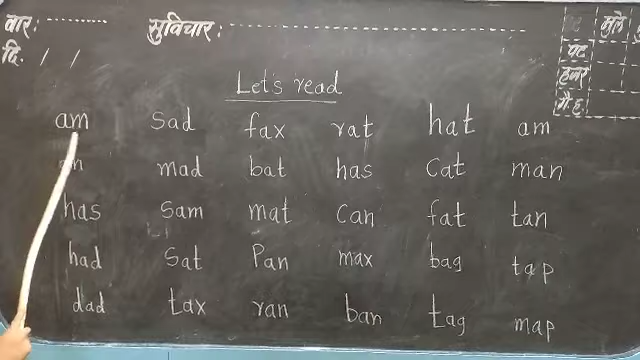 वार: सुविचार: मुले
दि. / / पट
हजर
गै.ह
Let's read
am sad fax rat hat am
an mad bat has cat man
has sam mat can fat tan
had sat Pan max bag tap
dad tax ran ban tag map